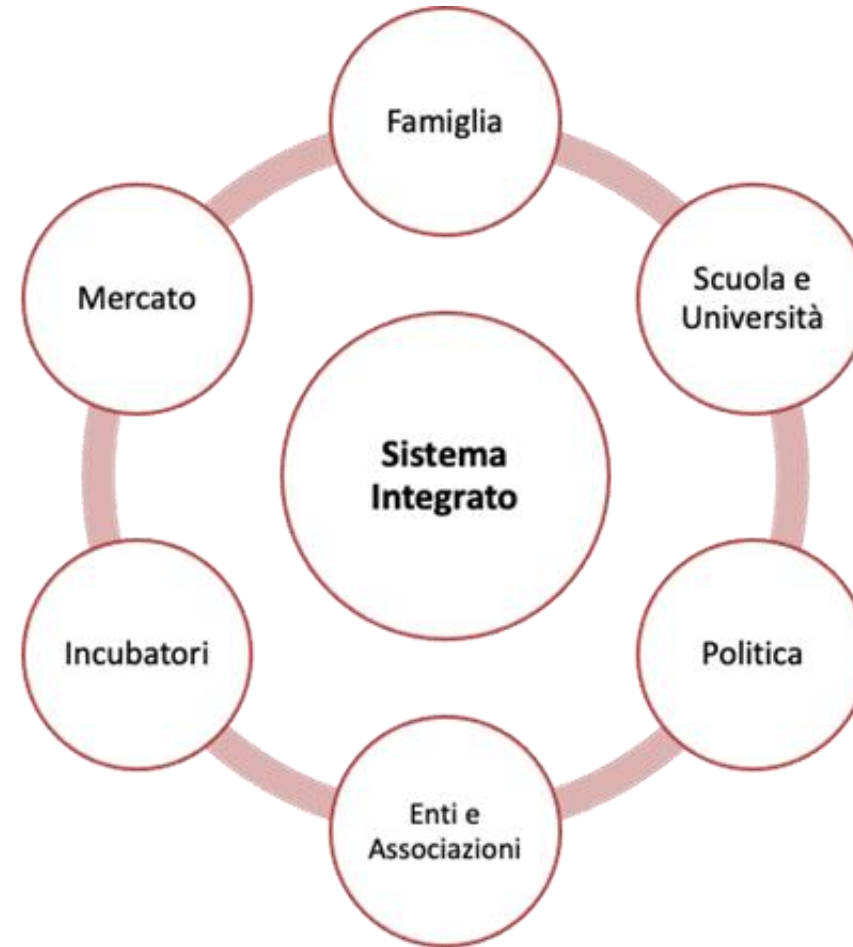 Famiglia
Scuola e
Università
Mercato
Sistema
Integrato
Incubatori
Politica
Enti e
Associazioni